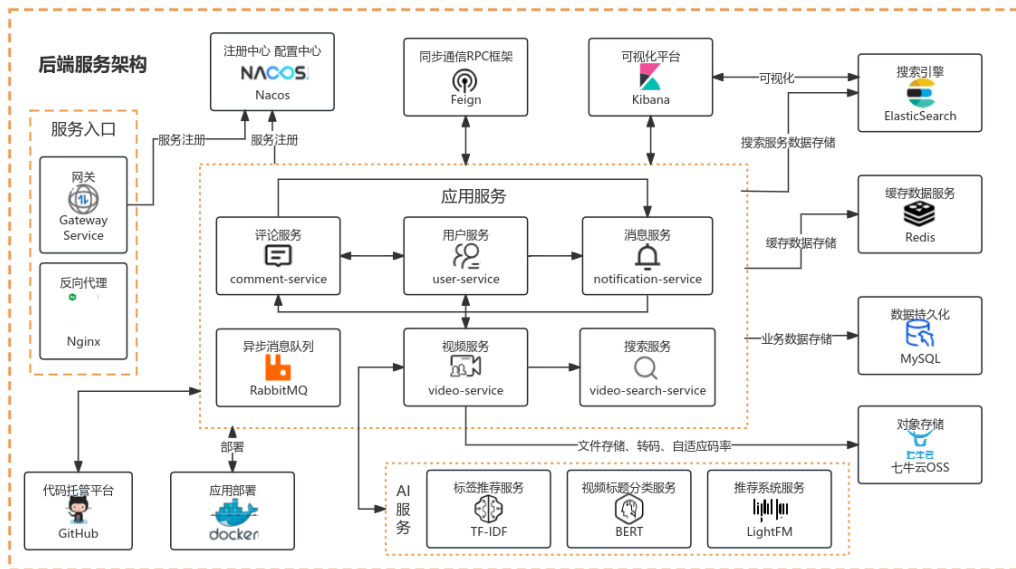 后端服务架构
注册中心 配置中心
NACOS
Nacos
同步通信RPC框架
Feign
可视化平台
Kibana
可视化
搜索引擎
ElasticSearch
服务入口
服务注册
服务注册
搜索服务数据存储
网关
Gateway
Service
应用服务
缓存数据服务
Redis
评论服务
comment-service
用户服务
user-service
消息服务
notification-service
缓存数据存储
反向代理
Nginx
数据持久化
MySQL
异步消息队列
RabbitMQ
视频服务
video-service
搜索服务
video-search-service
业务数据存储
部署
文件存储、转码、自适应码率
对象存储
七牛云
七牛云OSS
代码托管平台
GitHub
应用部署
docker
AI
服
务
标签推荐服务
TF-IDF
视频标题分类服务
BERT
推荐系统服务
LightFM